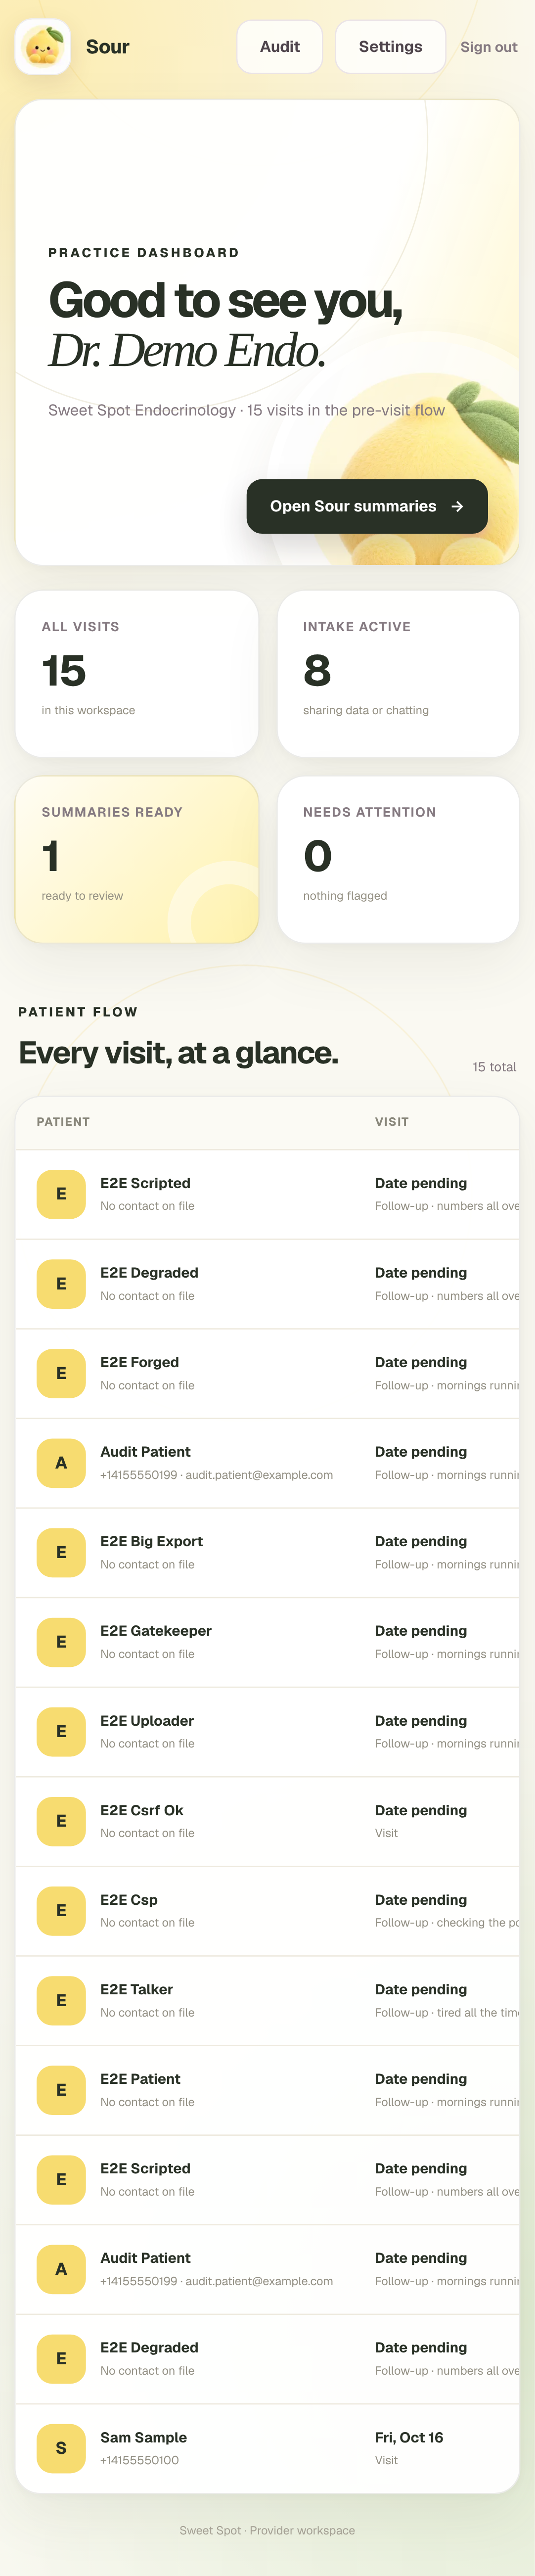 Sour
Audit
Settings
Sign out
PRACTICE DASHBOARD
Good to see you,
Dr. Demo Endo.
Sweet Spot Endocrinology · 15 visits in the pre-visit flow
Open Sour summaries →
ALL VISITS
15
in this workspace
INTAKE ACTIVE
8
sharing data or chatting
SUMMARIES READY
1
ready to review
NEEDS ATTENTION
0
nothing flagged
PATIENT FLOW
Every visit, at a glance.
15 total
PATIENT
VISIT
E
E2E Scripted
No contact on file
Date pending
Follow-up · numbers all ove
E
E2E Degraded
No contact on file
Date pending
Follow-up · numbers all ove
E
E2E Forged
No contact on file
Date pending
Follow-up · mornings runnin
A
Audit Patient
+14155550199 · audit.patient@example.com
Date pending
Follow-up · mornings runnin
E
E2E Big Export
No contact on file
Date pending
Follow-up · mornings runnin
E
E2E Gatekeeper
No contact on file
Date pending
Follow-up · mornings runnin
E
E2E Uploader
No contact on file
Date pending
Follow-up · mornings runnin
E
E2E Csrf Ok
No contact on file
Date pending
Visit
E
E2E Csp
No contact on file
Date pending
Follow-up · checking the po
E
E2E Talker
No contact on file
Date pending
Follow-up · tired all the time
E
E2E Patient
No contact on file
Date pending
Follow-up · mornings runnin
E
E2E Scripted
No contact on file
Date pending
Follow-up · numbers all ove
A
Audit Patient
+14155550199 · audit.patient@example.com
Date pending
Follow-up · mornings runnin
E
E2E Degraded
No contact on file
Date pending
Follow-up · numbers all ove
S
Sam Sample
+14155550100
Fri, Oct 16
Visit
Sweet Spot · Provider workspace